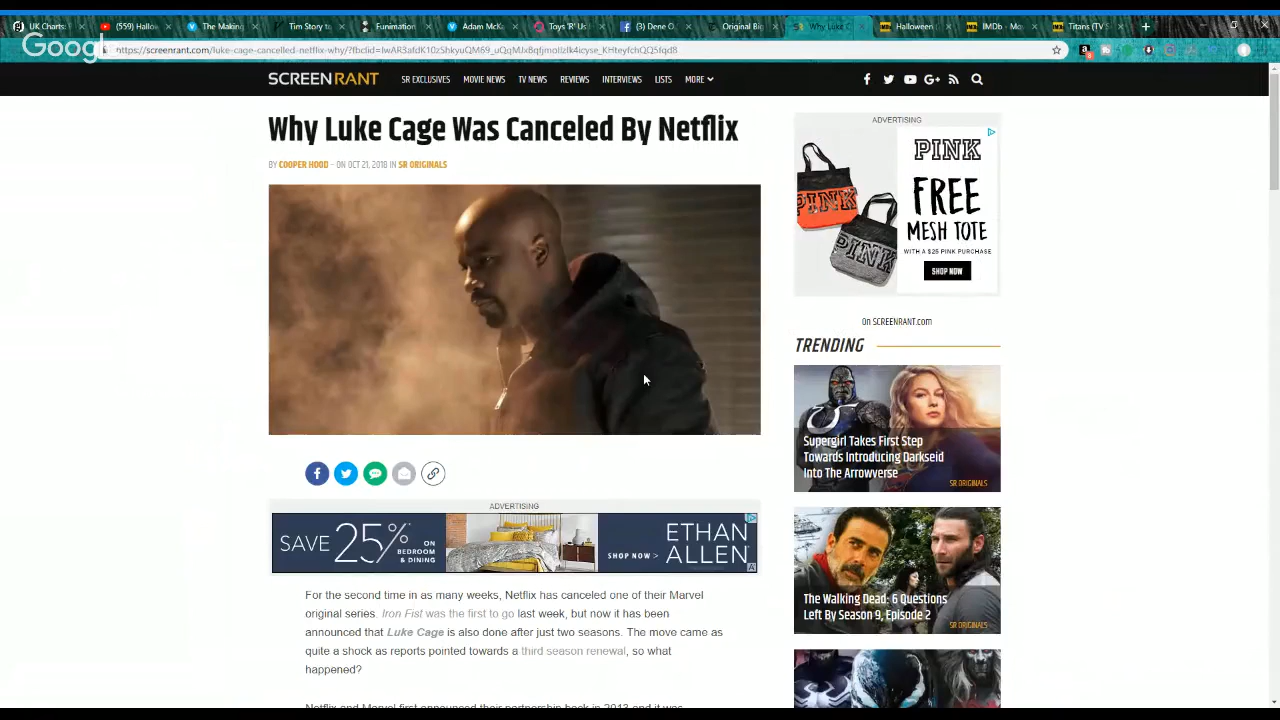 UK Charts:
(559) Hallo
The Making
Tim Story t
Funimation
Adam McK
Toys 'R' Us
(3) Dene O
Original Big
Why Luke C
Halloween
IMDb - Mo
Titans (TV S
Googl
https://screenrant.com/luke-cage-cancelled-netflix-why/
SCREENRANT
SR EXCLUSIVES
MOVIE NEWS
TV NEWS
REVIEWS
INTERVIEWS
LISTS
MORE
Why Luke Cage Was Canceled By Netflix
BY COOPER HOOD - ON OCT 21, 2018 IN SR ORIGINALS
ADVERTISING
SAVE 25% ON BEDROOM & DINING
SHOP NOW >
ETHAN
ALLEN
For the second time in as many weeks, Netflix has canceled one of their Marvel
original series. Iron Fist was the first to go last week, but now it has been
announced that Luke Cage is also done after just two seasons. The move came as
quite a shock as reports pointed towards a third season renewal, so what
happened?
Netflix and Marvel first announced their partnership back in 2013 and it was
ADVERTISING
PINK
PINK
PINK
FREE
MESH TOTE
WITH A $25 PINK PURCHASE
SHOP NOW
On SCREENRANT.com
TRENDING
Supergirl Takes First Step
Towards Introducing Darkseid
Into The Arrowverse
SR ORIGINALS
The Walking Dead: 6 Questions
Left By Season 9, Episode 2
SR ORIGINALS